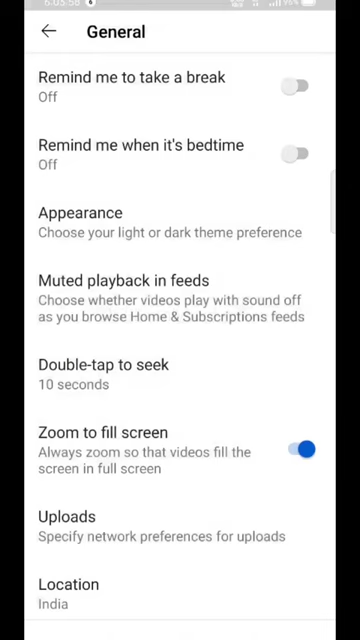 General
Remind me to take a break
Off
Remind me when it's bedtime
Off
Appearance
Choose your light or dark theme preference
Muted playback in feeds
Choose whether videos play with sound off
as you browse Home & Subscriptions feeds
Double-tap to seek
10 seconds
Zoom to fill screen
Always zoom so that videos fill the
screen in full screen
Uploads
Specify network preferences for uploads
Location
India